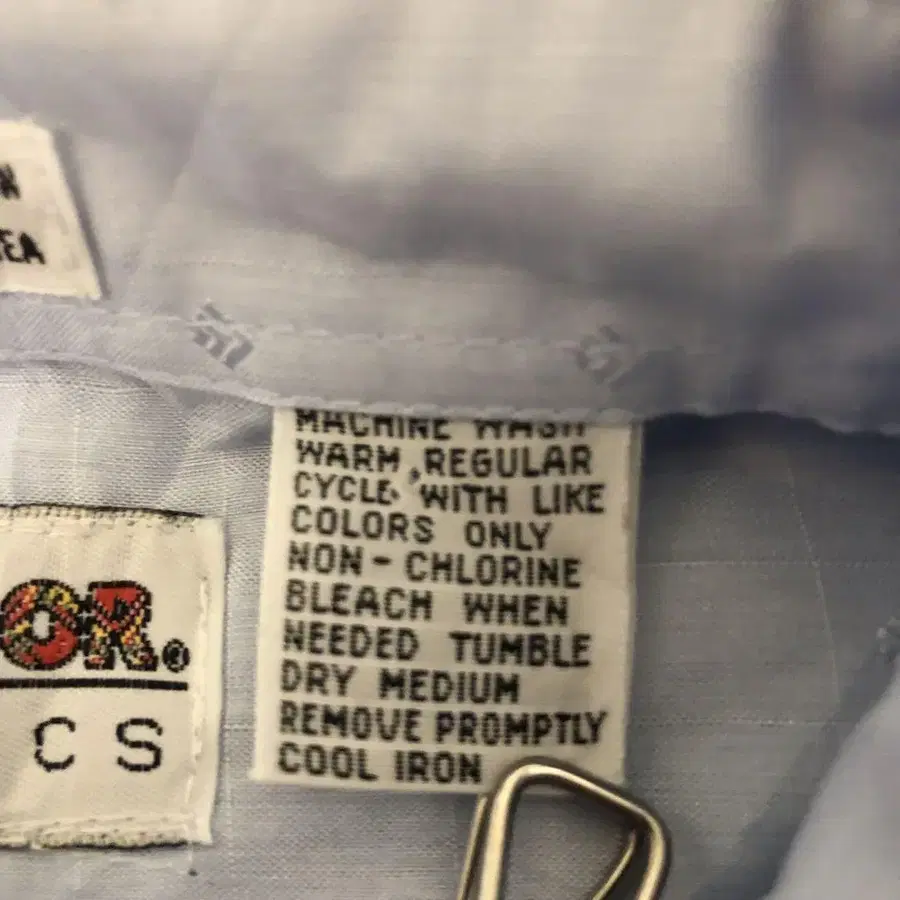 N
EA
MACHINE WASH
WARM, REGULAR
CYCLE, WITH LIKE
COLORS ONLY
NON-CHLORINE
BLEACH WHEN
NEEDED TUMBLE
DRY MEDIUM
REMOVE PROMPTLY
COOL IRON
OR®
C S